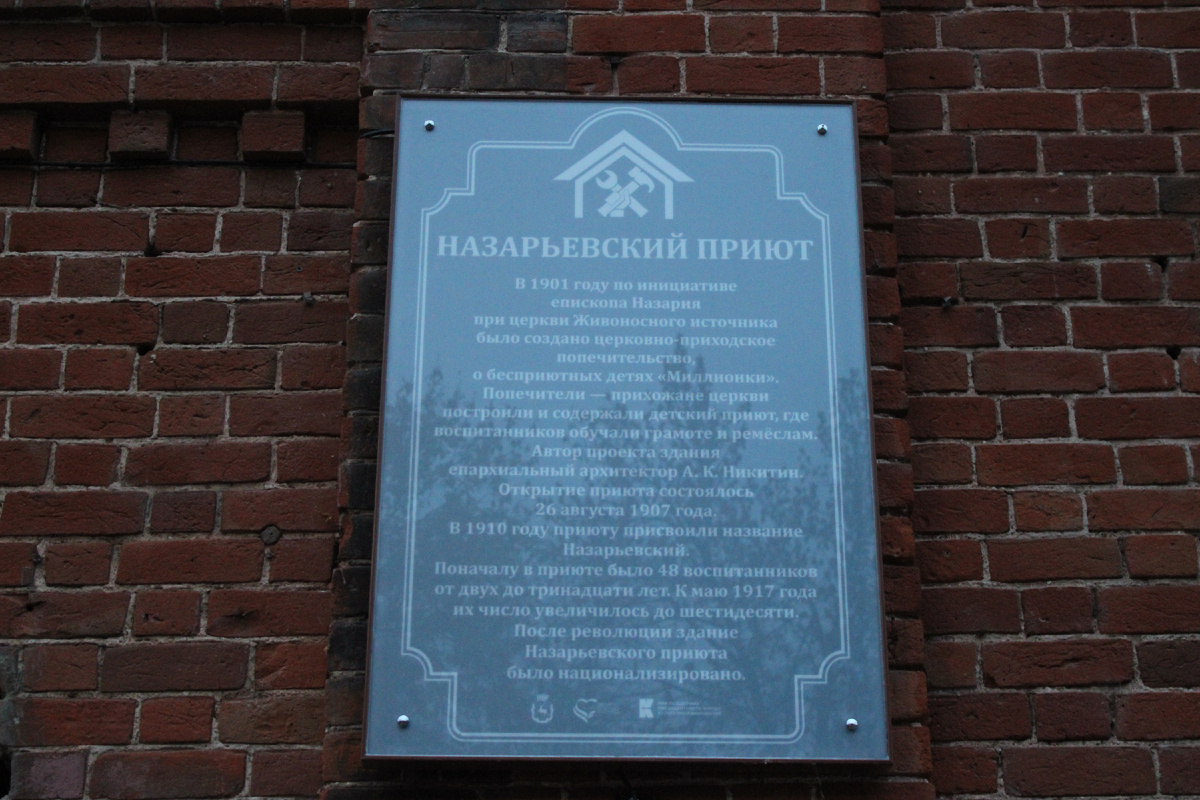 НАЗАРЬЕВСКИЙ ПРИЮТ
В 1901 году по инициативе
епископа Назария
при церкви Живоносного источника
было создано церковно-приходское
попечительство,
о бесприютных детях «Миллионки».
Попечители — прихожане церкви
построили и содержали детский приют, где
воспитанников обучали грамоте и ремёслам.
Автор проекта здания
епархиальный архитектор А. К. Никитин.
Открытие приюта состоялось
26 августа 1907 года.
В 1910 году приюту присвоили название
Назарьевский.
Поначалу в приюте было 48 воспитанников
от двух до тринадцати лет. К маю 1917 года
их число увеличилось до шестидесяти.
После революции здание
Назарьевского приюта
было национализировано.